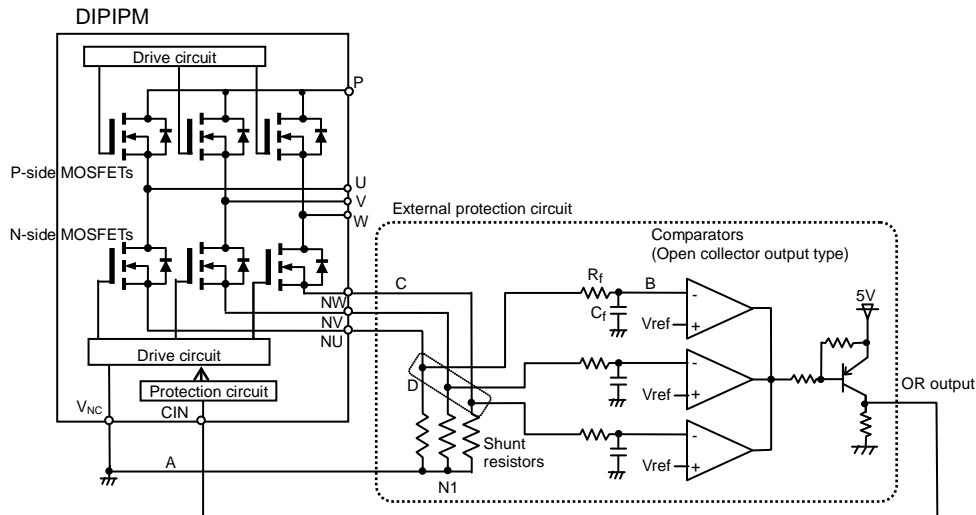 DIPIPM
Drive circuit
P
P-side MOSFETs
U
V
W
N-side MOSFETs
External protection circuit
Comparators
(Open collector output type)
C
Rf
B
-
5V
NW
Cf
Vref
+
NV
NU
-
Drive circuit
Vref
+
OR output
D
Protection circuit
VNC
CIN
-
Shunt
resistors
A
Vref
+
N1